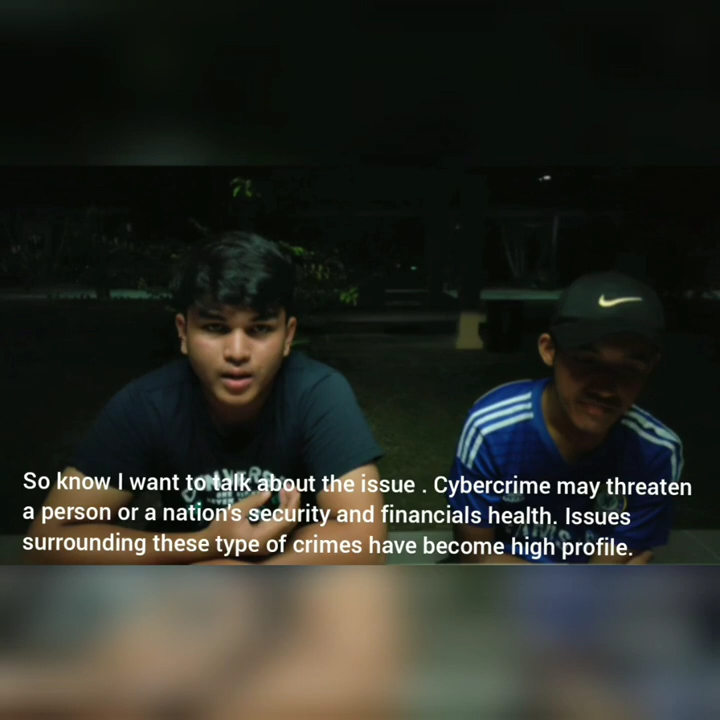 So know I want to talk about the issue . Cybercrime may threaten
a person or a nation's security and financials health. Issues
surrounding these type of crimes have become high profile.